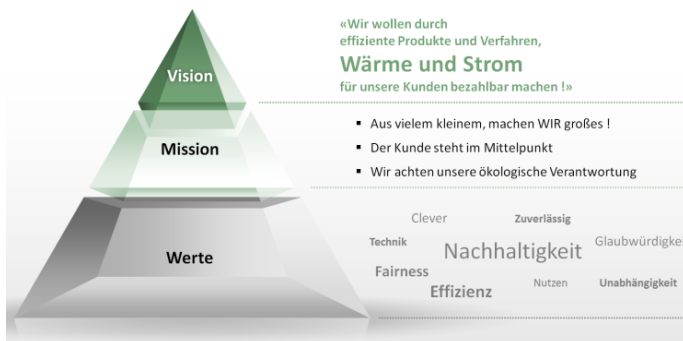 «Wir wollen durch
effiziente Produkte und Verfahren,
Wärme und Strom
für unsere Kunden bezahlbar machen !»
Vision
▪ Aus vielem kleinem, machen WIR großes !
▪ Der Kunde steht im Mittelpunkt
▪ Wir achten unsere ökologische Verantwortung
Mission
Clever Zuverlässig
Technik Nachhaltigkeit Glaubwürdigkei
Fairness Effizienz Nutzen Unabhängigkeit
Werte